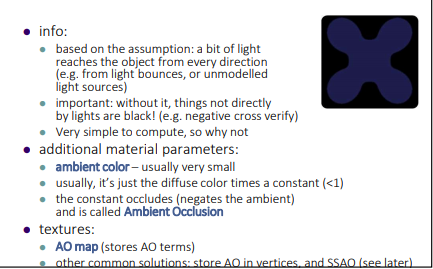 info:
based on the assumption: a bit of light
reaches the object from every direction
(e.g. from light bounces, or unmodelled
light sources)
important: without it, things not directly
by lights are black! (e.g. negative cross verify)
Very simple to compute, so why not
additional material parameters:
ambient color – usually very small
usually, it's just the diffuse color times a constant (<1)
the constant occludes (negates the ambient)
and is called Ambient Occlusion
textures:
AO map (stores AO terms)
other common solutions: store AO in vertices, and SSAO (see later)